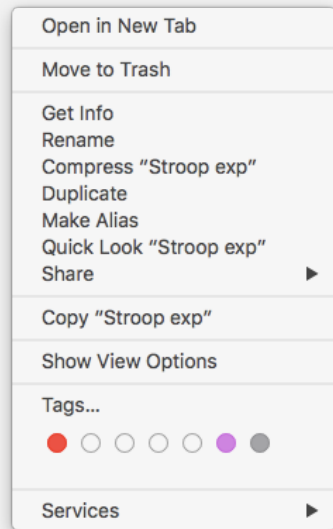 Open in New Tab
Move to Trash
Get Info
Rename
Compress “Stroop exp”
Duplicate
Make Alias
Quick Look “Stroop exp”
Share
Copy “Stroop exp”
Show View Options
Tags...
Services